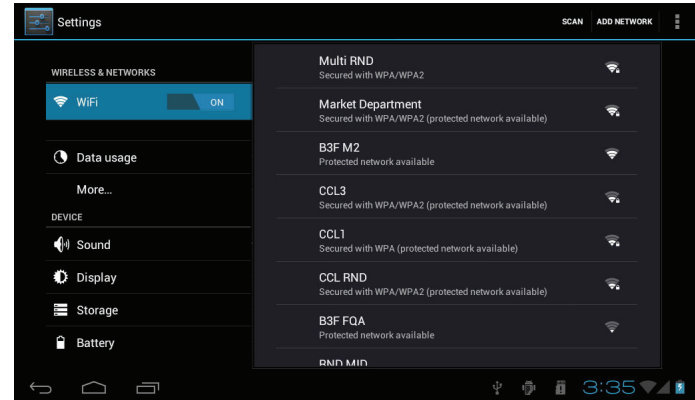 Settings
SCAN
ADD NETWORK
WIRELESS & NETWORKS
WiFi
ON
Data usage
More...
DEVICE
Sound
Display
Storage
Battery
Multi RND
Secured with WPA/WPA2
Market Department
Secured with WPA/WPA2 (protected network available)
B3F M2
Protected network available
CCL3
Secured with WPA/WPA2 (protected network available)
CCL1
Secured with WPA (protected network available)
CCL RND
Secured with WPA/WPA2 (protected network available)
B3F FQA
Protected network available
RND MID
3:35